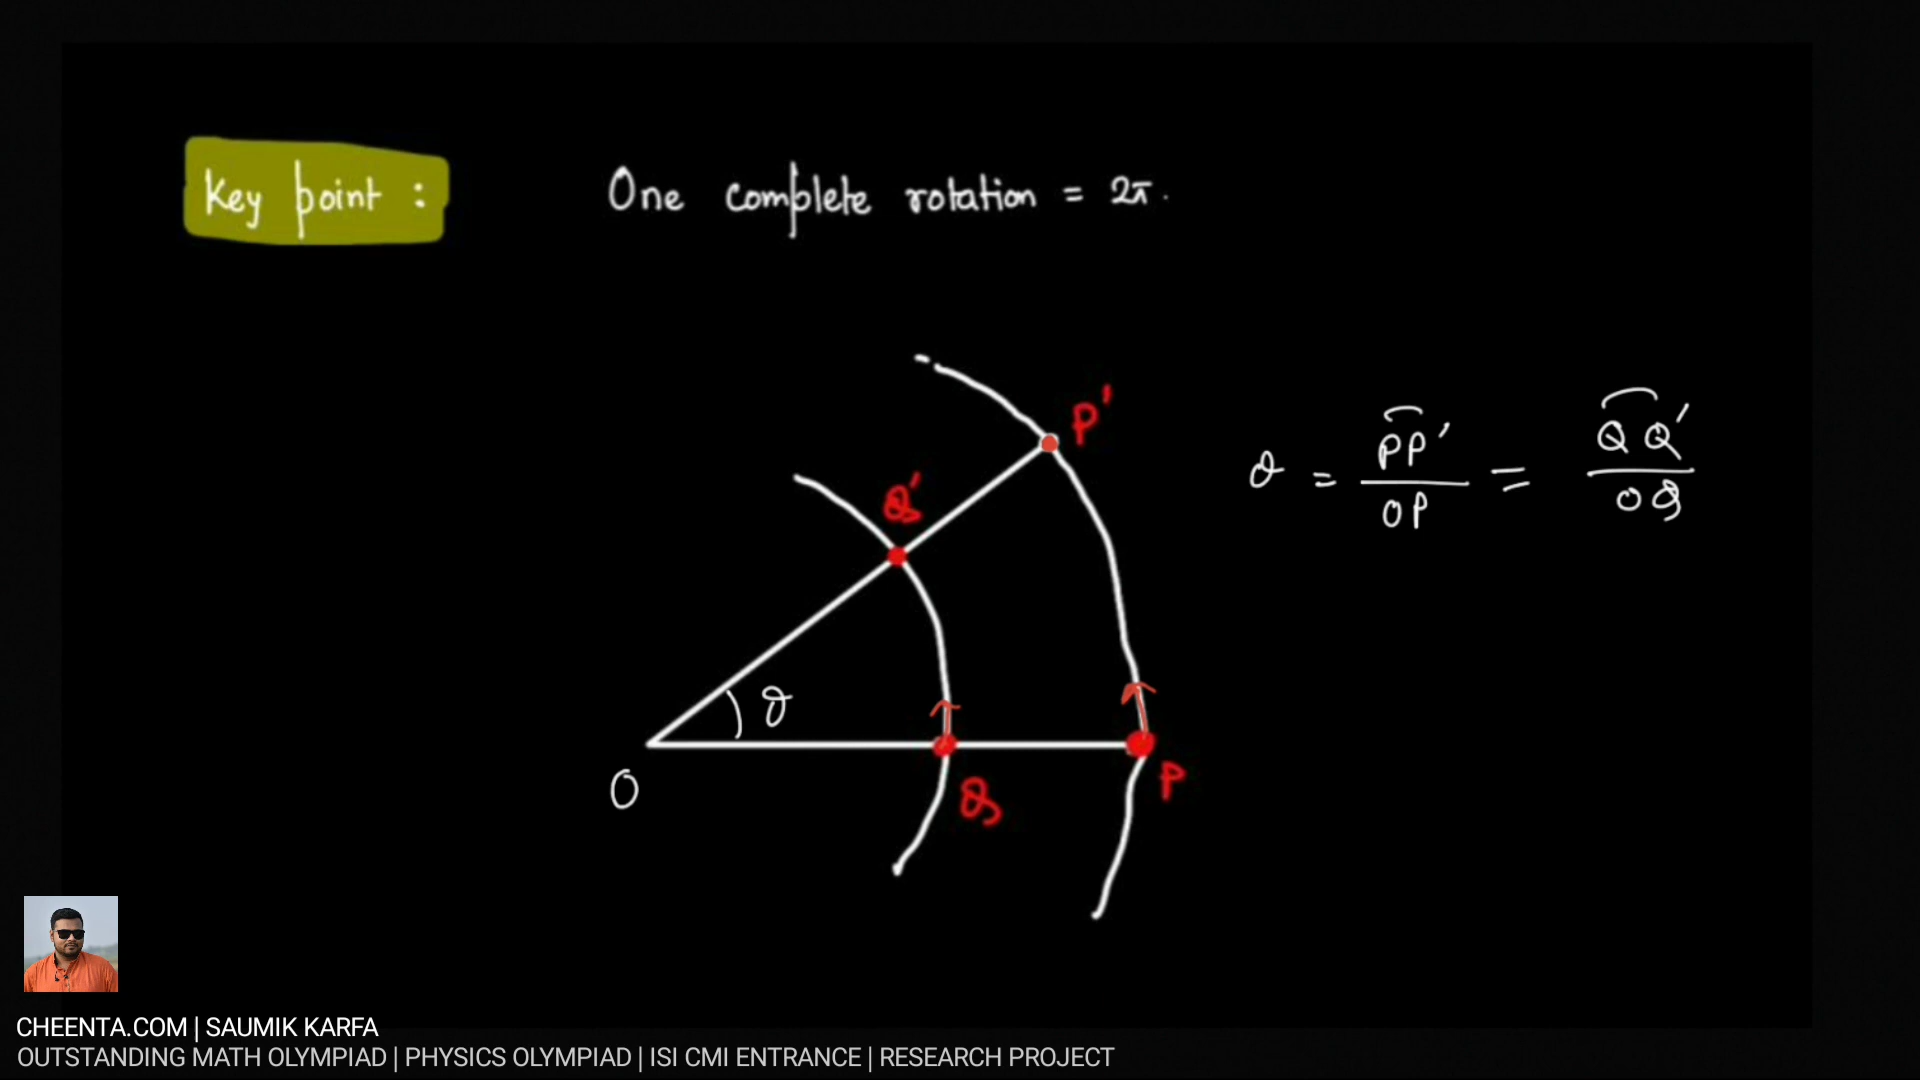 Key point :
One complete rotation = 2π.
P'
Q'
θ = PP'/OP = QQ'/OQ
θ
O
Q
P
CHEENTA.COM | SAUMIK KARFA
OUTSTANDING MATH OLYMPIAD | PHYSICS OLYMPIAD | ISI CMI ENTRANCE | RESEARCH PROJECT